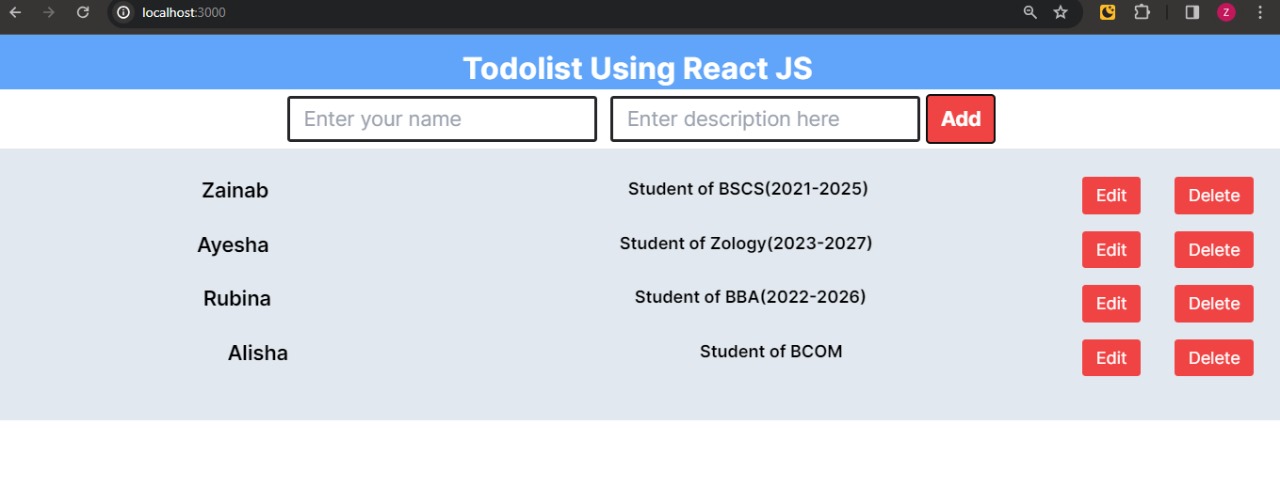 localhost:3000
Z
Todolist Using React JS
Enter your name Enter description here Add
Zainab Student of BSCS(2021-2025) Edit Delete
Ayesha Student of Zology(2023-2027) Edit Delete
Rubina Student of BBA(2022-2026) Edit Delete
Alisha Student of BCOM Edit Delete